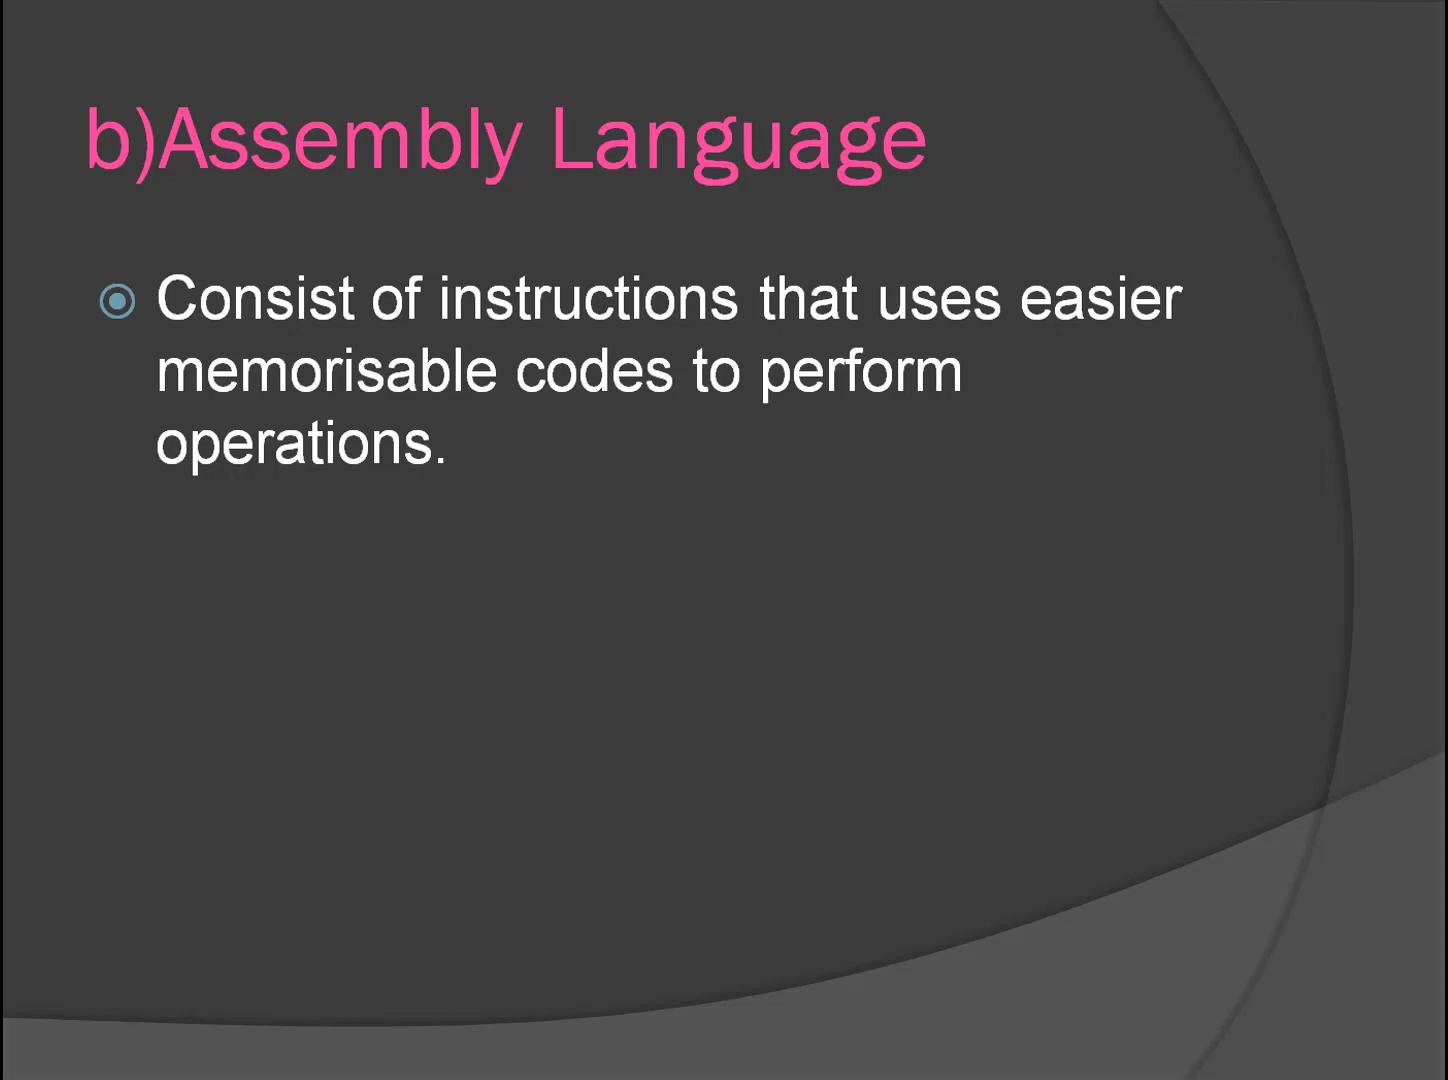 b)Assembly Language
Consist of instructions that uses easier
memorisable codes to perform
operations.